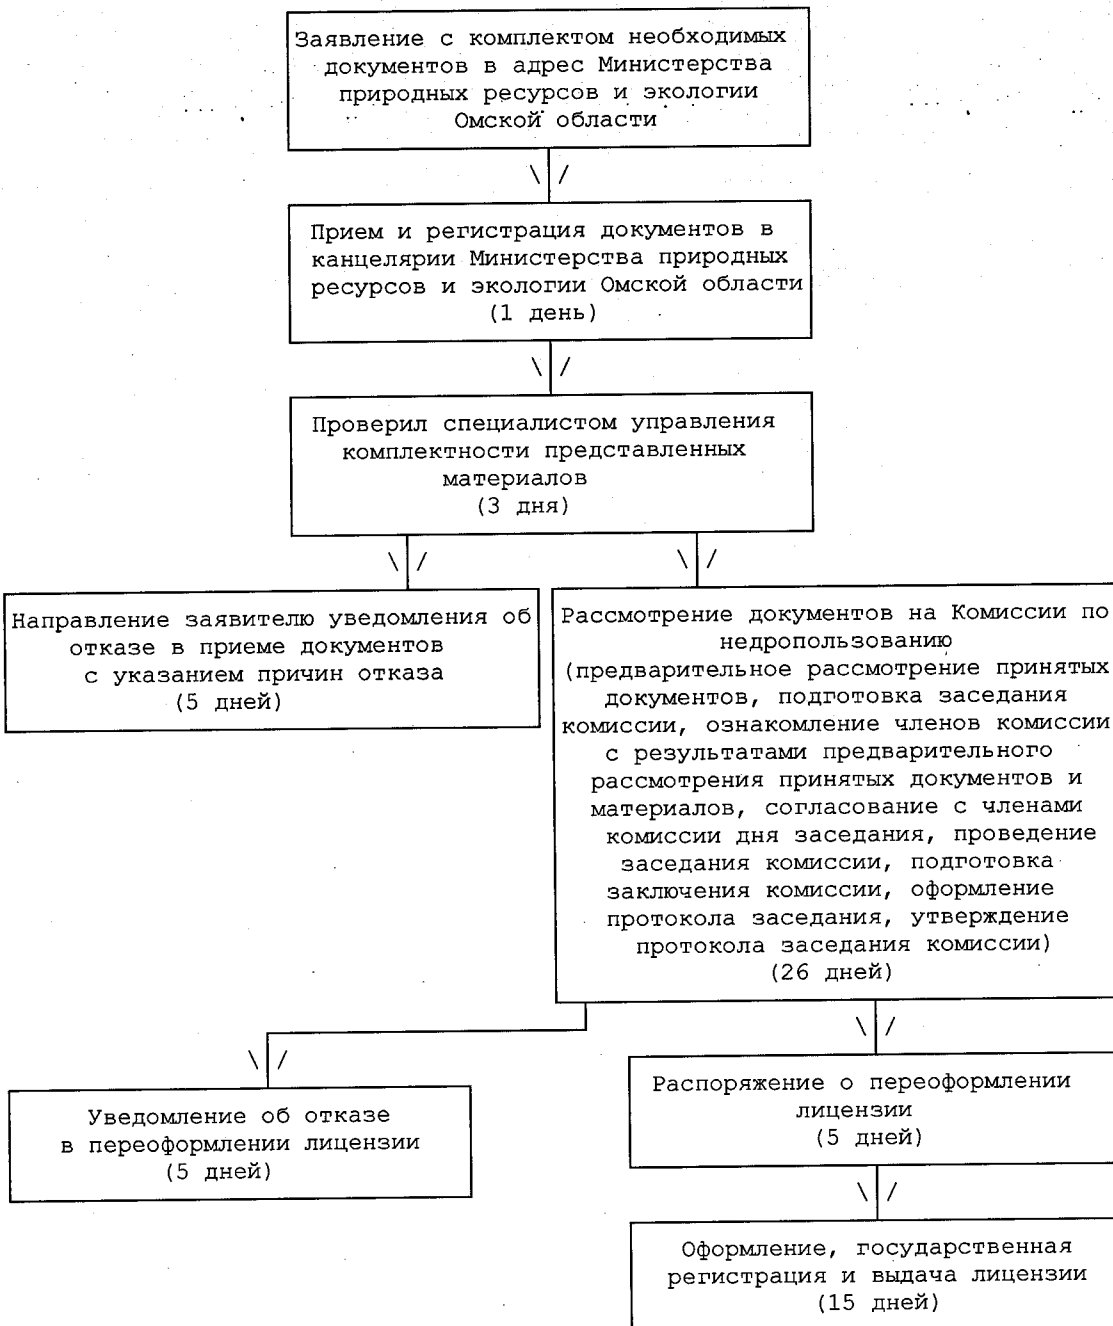 Заявление с комплектом необходимых
документов в адрес Министерства
природных ресурсов и экологии
Омской области
\ /
Прием и регистрация документов в
канцелярии Министерства природных
ресурсов и экологии Омской области
(1 день)
\ /
Проверил специалистом управления
комплектности представленных
материалов
(3 дня)
\ / \ /
Направление заявителю уведомления об
отказе в приеме документов
с указанием причин отказа
(5 дней)
Рассмотрение документов на Комиссии по
недропользованию
(предварительное рассмотрение принятых
документов, подготовка заседания
комиссии, ознакомление членов комиссии
с результатами предварительного
рассмотрения принятых документов и
материалов, согласование с членами
комиссии дня заседания, проведение
заседания комиссии, подготовка
заключения комиссии, оформление
протокола заседания, утверждение
протокола заседания комиссии)
(26 дней)
\ / \ /
Уведомление об отказе
в переоформлении лицензии
(5 дней)
Распоряжение о переоформлении
лицензии
(5 дней)
\ /
Оформление, государственная
регистрация и выдача лицензии
(15 дней)